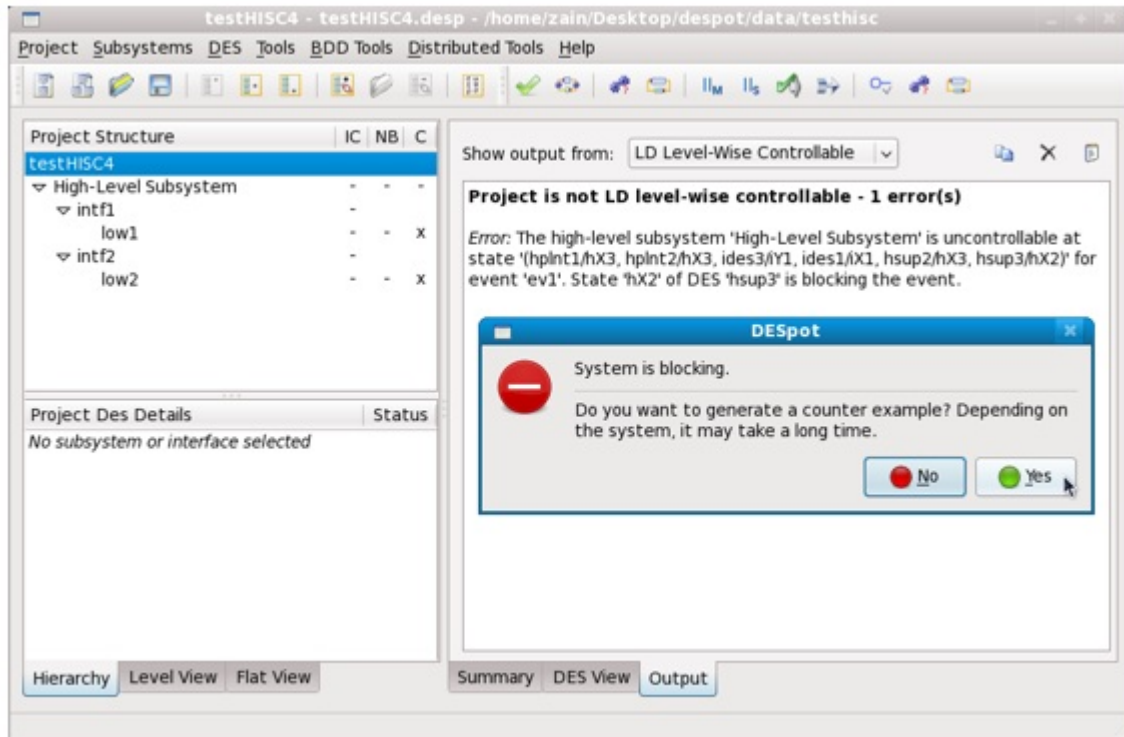 testHISC4 - testHISC4.desp - /home/zain/Desktop/despot/data/testhisc
Project Subsystems DES Tools BDD Tools Distributed Tools Help
Project Structure IC NB C
testHISC4
High-Level Subsystem - - -
intf1 -
low1 - - x
intf2 -
low2 - - x
Project Des Details Status
No subsystem or interface selected
Hierarchy Level View Flat View
Show output from: LD Level-Wise Controllable
Project is not LD level-wise controllable - 1 error(s)
Error: The high-level subsystem 'High-Level Subsystem' is uncontrollable at
state '(hplnt1/hX3, hplnt2/hX3, ides3/iY1, ides1/iX1, hsup2/hX3, hsup3/hX2)' for
event 'ev1'. State 'hX2' of DES 'hsup3' is blocking the event.
DESpot
System is blocking.
Do you want to generate a counter example? Depending on
the system, it may take a long time.
No Yes
Summary DES View Output